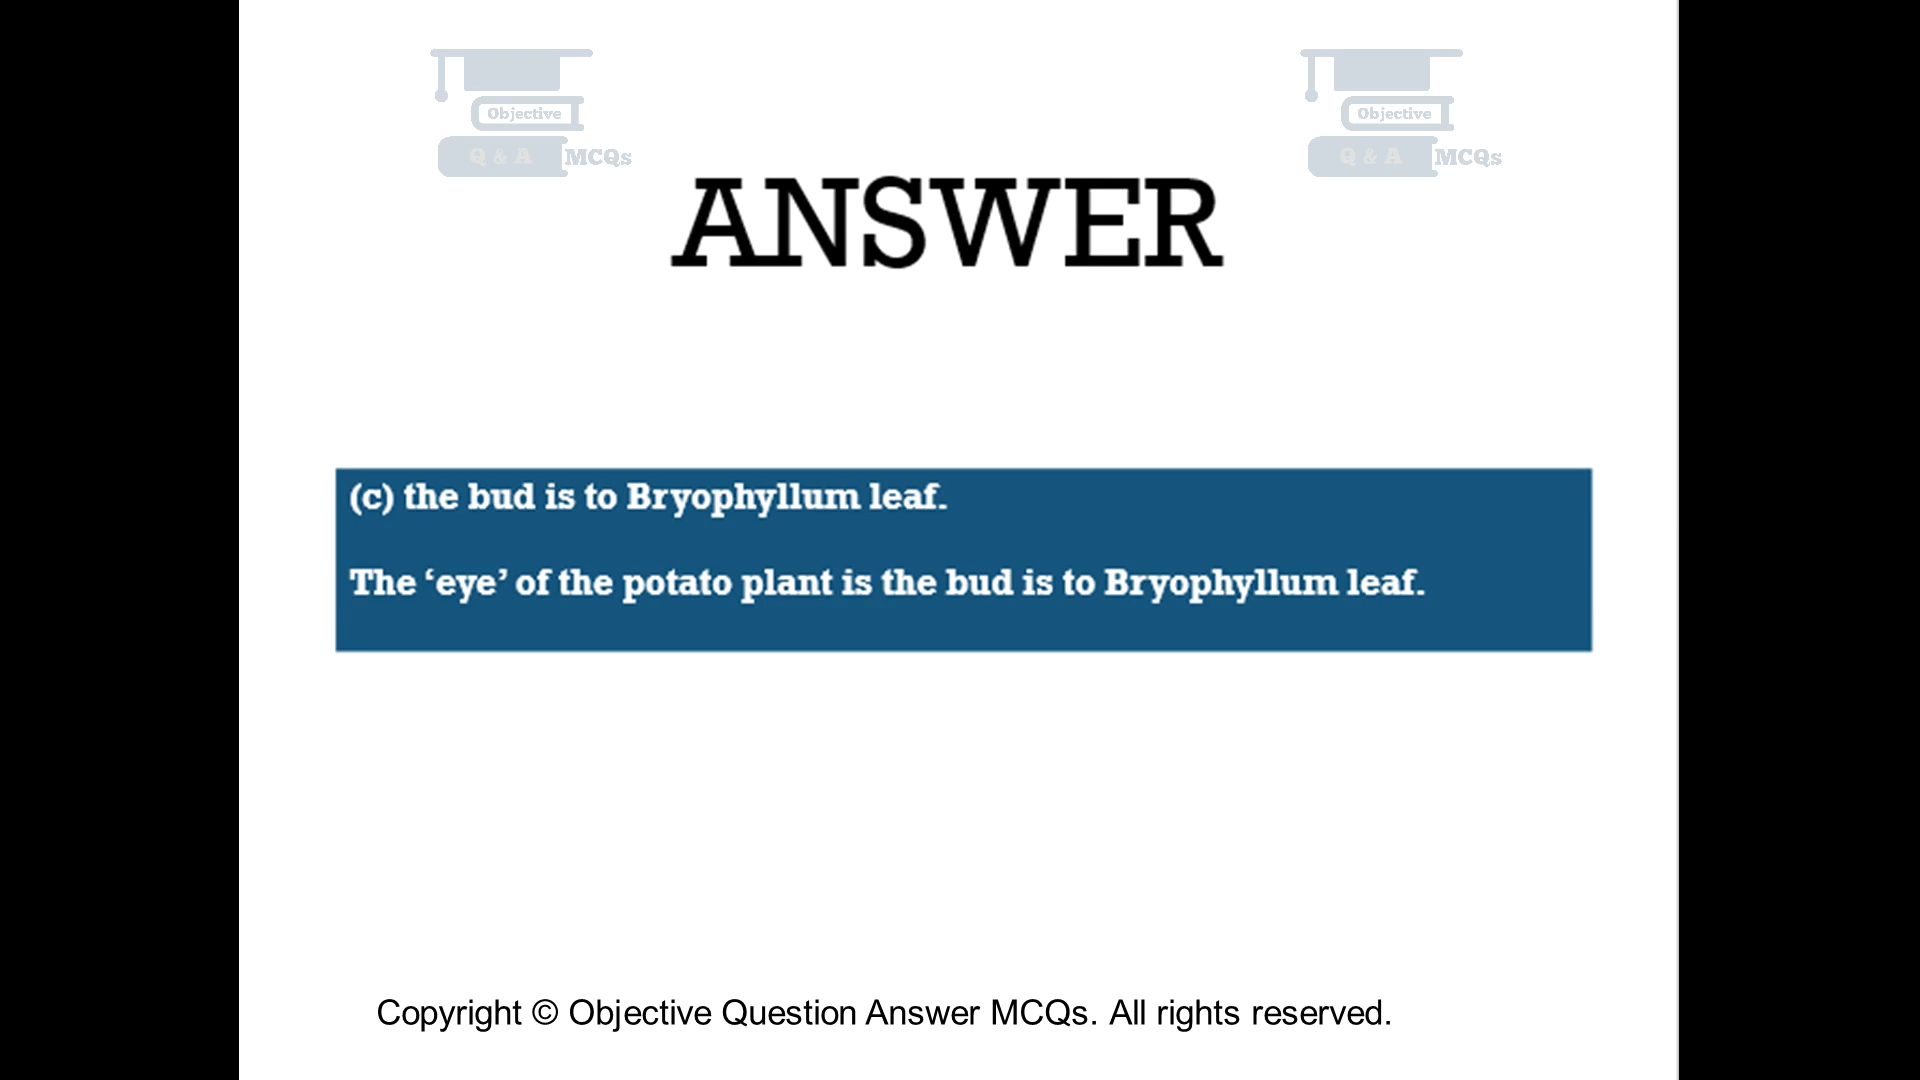 Objective
Q & A MCQs
Objective
Q & A MCQs
ANSWER
(c) the bud is to Bryophyllum leaf.
The ‘eye’ of the potato plant is the bud is to Bryophyllum leaf.
Copyright © Objective Question Answer MCQs. All rights reserved.